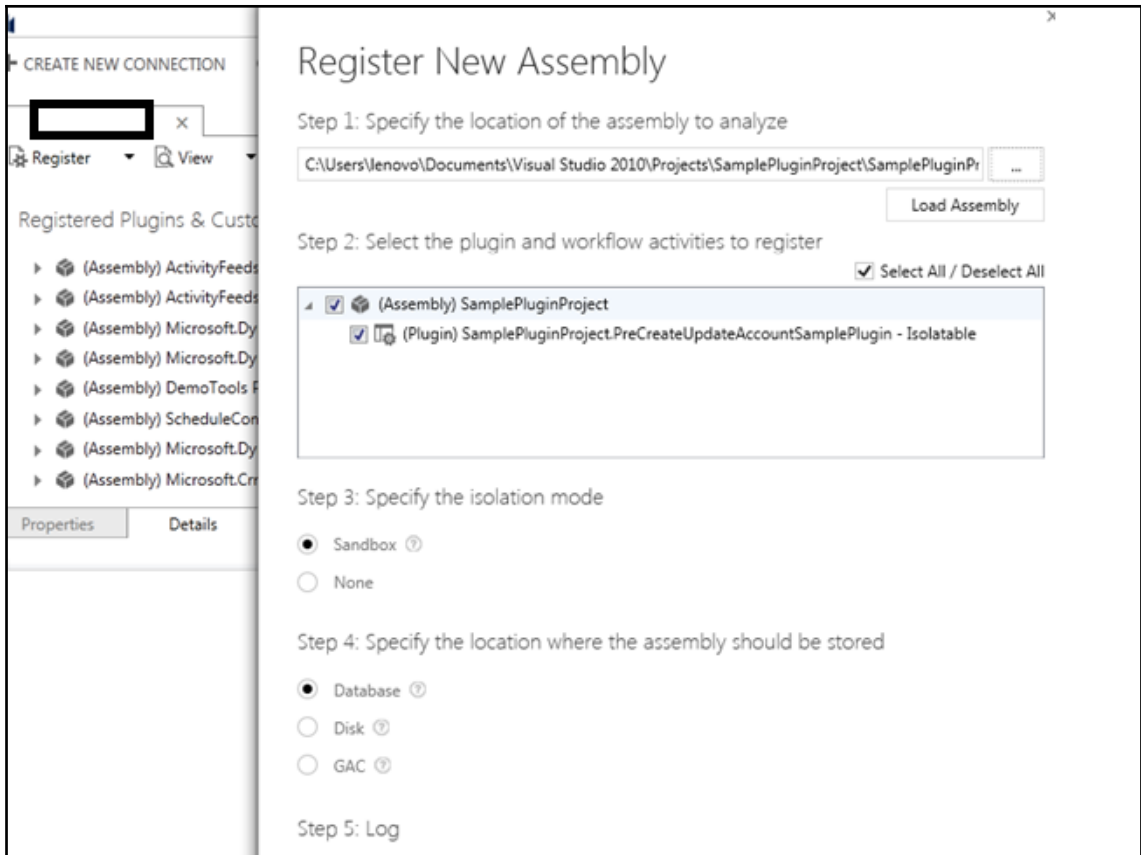 CREATE NEW CONNECTION
Register
View
Registered Plugins & Custo
(Assembly) ActivityFeeds
(Assembly) ActivityFeeds
(Assembly) Microsoft.Dy
(Assembly) Microsoft.Dy
(Assembly) DemoTools P
(Assembly) ScheduleCon
(Assembly) Microsoft.Dy
(Assembly) Microsoft.Crm
Properties
Details
Register New Assembly
Step 1: Specify the location of the assembly to analyze
C:\Users\lenovo\Documents\Visual Studio 2010\Projects\SamplePluginProject\SamplePluginPr
...
Load Assembly
Step 2: Select the plugin and workflow activities to register
Select All / Deselect All
(Assembly) SamplePluginProject
(Plugin) SamplePluginProject.PreCreateUpdateAccountSamplePlugin - Isolatable
Step 3: Specify the isolation mode
Sandbox ?
None
Step 4: Specify the location where the assembly should be stored
Database ?
Disk ?
GAC ?
Step 5: Log